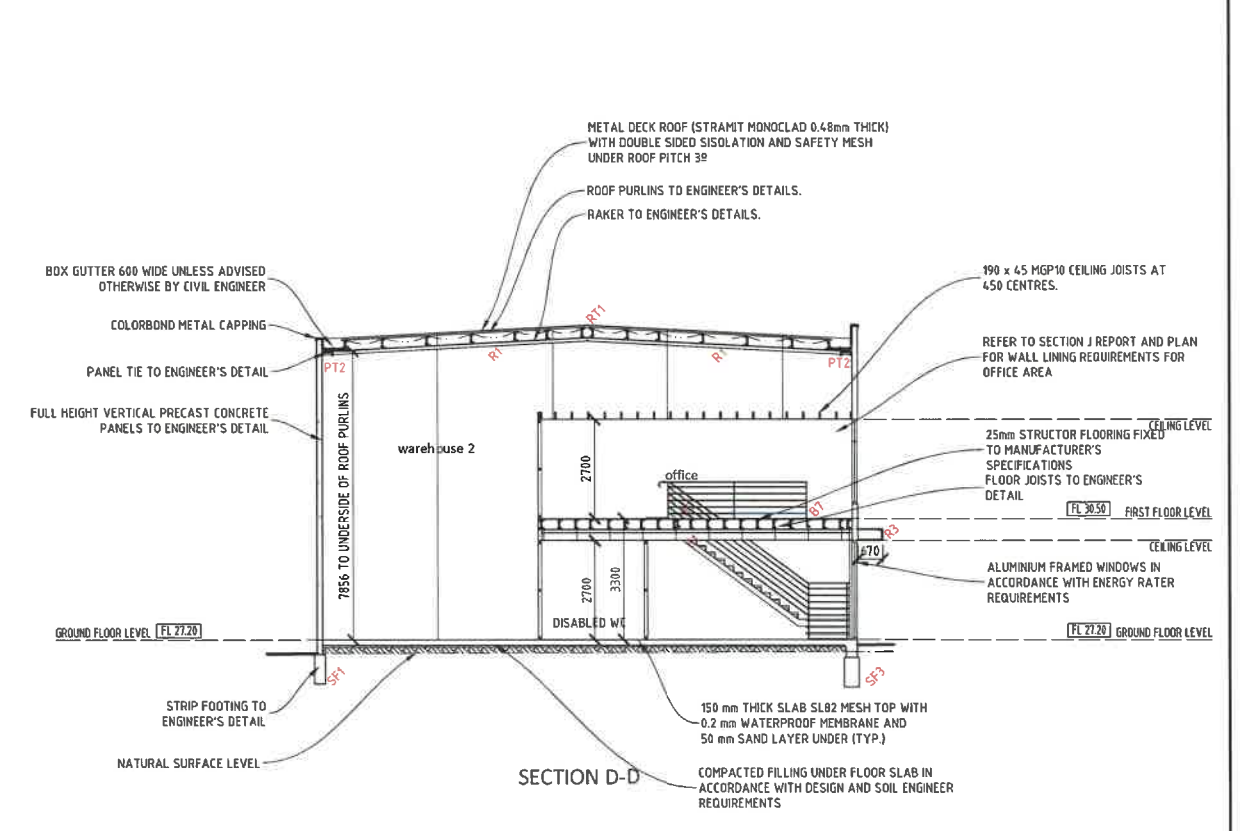 METAL DECK ROOF (STRAMIT MONOCLAD 0.48mm THICK)
WITH DOUBLE SIDED SISOLATION AND SAFETY MESH
UNDER ROOF PITCH 3º
ROOF PURLINS TO ENGINEER'S DETAILS.
RAKER TO ENGINEER'S DETAILS.
BOX GUTTER 600 WIDE UNLESS ADVISED
OTHERWISE BY CIVIL ENGINEER
190 x 45 MGP10 CEILING JOISTS AT
450 CENTRES.
COLORBOND METAL CAPPING
RT1
R1
R1
PT2
PT2
PANEL TIE TO ENGINEER'S DETAIL
REFER TO SECTION J REPORT AND PLAN
FOR WALL LINING REQUIREMENTS FOR
OFFICE AREA
FULL HEIGHT VERTICAL PRECAST CONCRETE
PANELS TO ENGINEER'S DETAIL
7856 TO UNDERSIDE OF ROOF PURLINS
warehouse 2
2700
office
CEILING LEVEL
25mm STRUCTOR FLOORING FIXED
TO MANUFACTURER'S
SPECIFICATIONS
FLOOR JOISTS TO ENGINEER'S
DETAIL
B7
FL 30.50 FIRST FLOOR LEVEL
R3
670
CEILING LEVEL
ALUMINIUM FRAMED WINDOWS IN
ACCORDANCE WITH ENERGY RATER
REQUIREMENTS
2700
3300
DISABLED WC
GROUND FLOOR LEVEL FL 27.20
FL 27.20 GROUND FLOOR LEVEL
SF1
SF3
STRIP FOOTING TO
ENGINEER'S DETAIL
150 mm THICK SLAB SL82 MESH TOP WITH
0.2 mm WATERPROOF MEMBRANE AND
50 mm SAND LAYER UNDER (TYP.)
NATURAL SURFACE LEVEL
SECTION D-D
COMPACTED FILLING UNDER FLOOR SLAB IN
ACCORDANCE WITH DESIGN AND SOIL ENGINEER
REQUIREMENTS